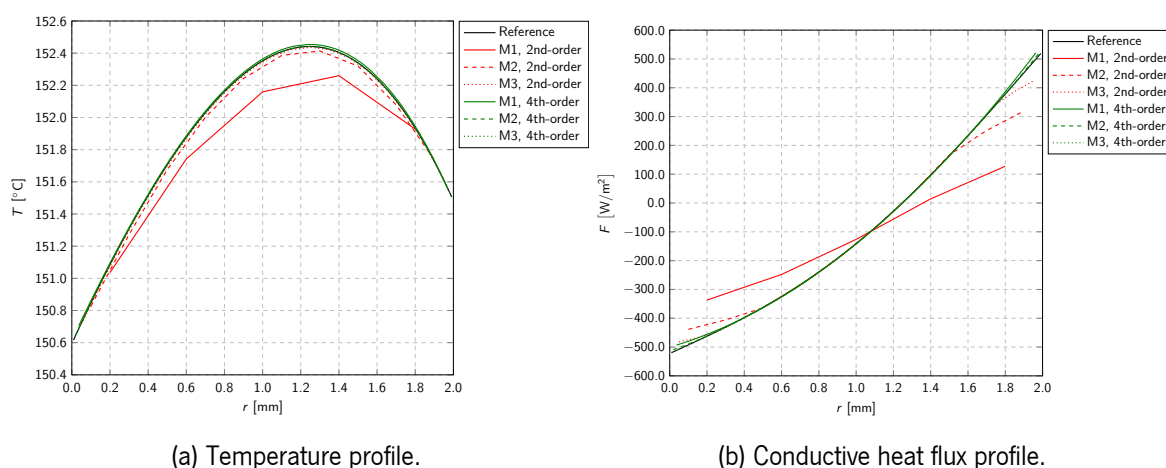 152.6
152.4
152.2
152.0
151.8
151.6
151.4
151.2
151.0
150.8
150.6
150.4
T [°C]
0.0 0.2 0.4 0.6 0.8 1.0 1.2 1.4 1.6 1.8 2.0
r [mm]
Reference
M1, 2nd-order
M2, 2nd-order
M3, 2nd-order
M1, 4th-order
M2, 4th-order
M3, 4th-order
(a) Temperature profile.
600.0
500.0
400.0
300.0
200.0
100.0
0.0
−100.0
−200.0
−300.0
−400.0
−500.0
−600.0
F [W/m²]
0.0 0.2 0.4 0.6 0.8 1.0 1.2 1.4 1.6 1.8 2.0
r [mm]
Reference
M1, 2nd-order
M2, 2nd-order
M3, 2nd-order
M1, 4th-order
M2, 4th-order
M3, 4th-order
(b) Conductive heat flux profile.